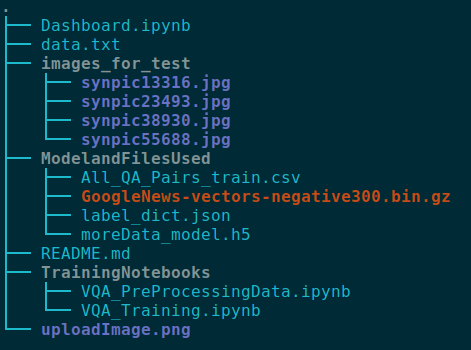 .
├── Dashboard.ipynb
├── data.txt
├── images_for_test
│   ├── synpic13316.jpg
│   ├── synpic23493.jpg
│   ├── synpic38930.jpg
│   └── synpic55688.jpg
├── ModelandFilesUsed
│   ├── All_QA_Pairs_train.csv
│   ├── GoogleNews-vectors-negative300.bin.gz
│   ├── label_dict.json
│   └── moreData_model.h5
├── README.md
├── TrainingNotebooks
│   ├── VQA_PreProcessingData.ipynb
│   └── VQA_Training.ipynb
└── uploadImage.png